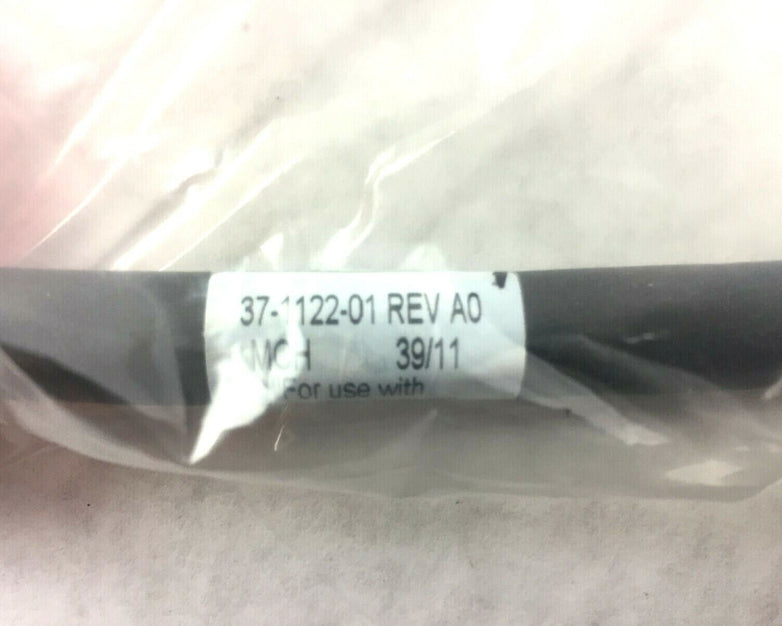 37-1122-01 REV A0
MCH 39/11
For use with